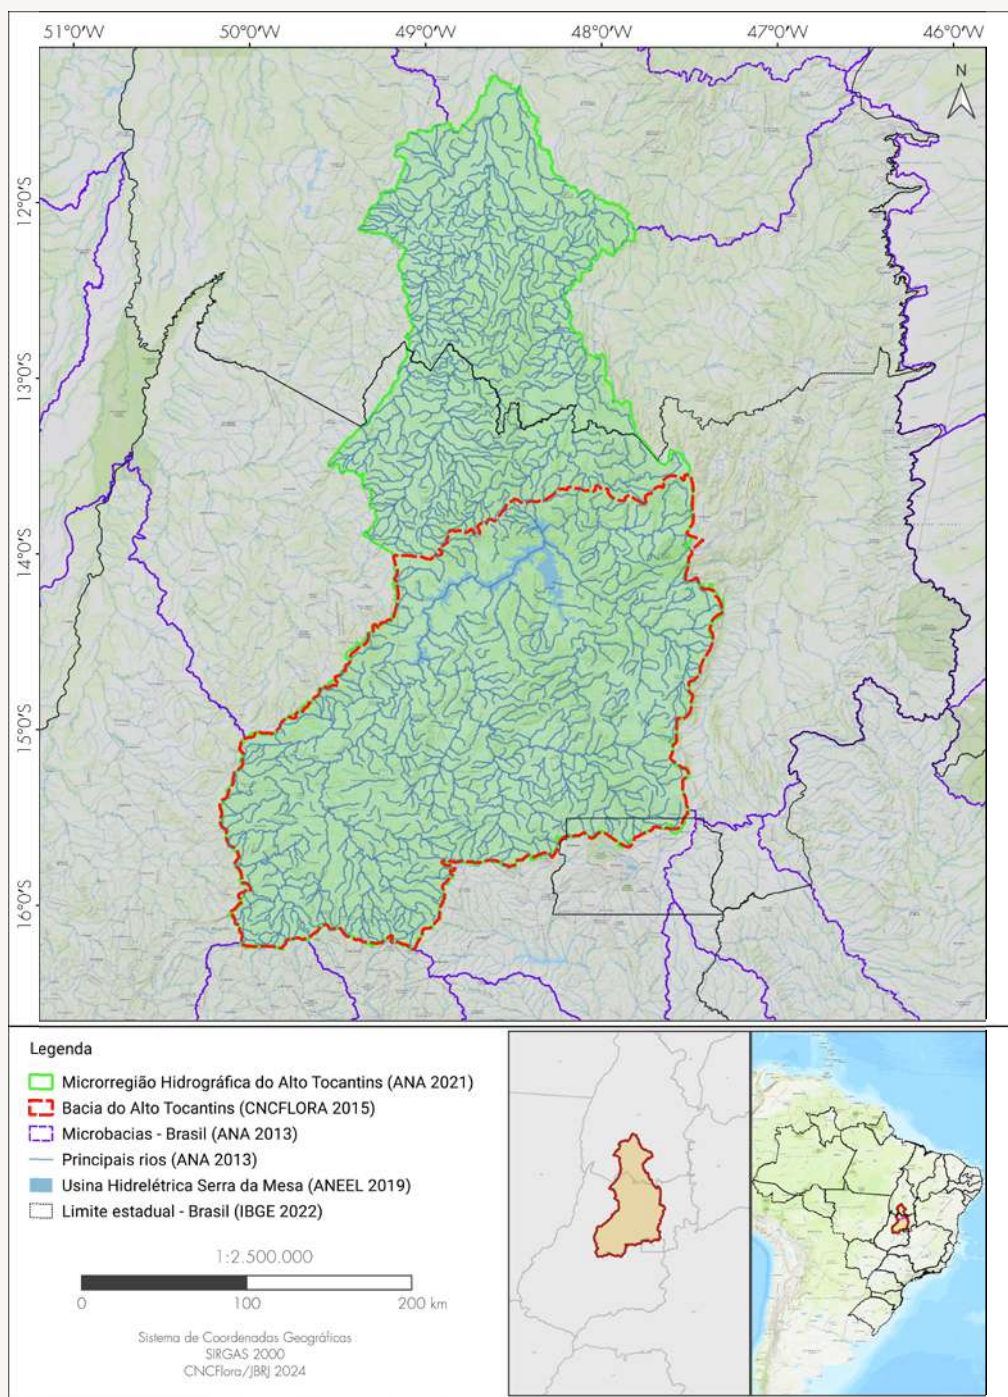 51°0′W 50°0′W 49°0′W 48°0′W 47°0′W 46°0′W
N
12°0′S
13°0′S
14°0′S
15°0′S
16°0′S
Legenda
Microrregião Hidrográfica do Alto Tocantins (ANA 2021)
Bacia do Alto Tocantins (CNCFLORA 2015)
Microbacias - Brasil (ANA 2013)
Principais rios (ANA 2013)
Usina Hidrelétrica Serra da Mesa (ANEEL 2019)
Limite estadual - Brasil (IBGE 2022)
1:2.500.000
0 100 200 km
Sistema de Coordenadas Geográficas
SIRGAS 2000
CNCFlora/JBRJ 2024